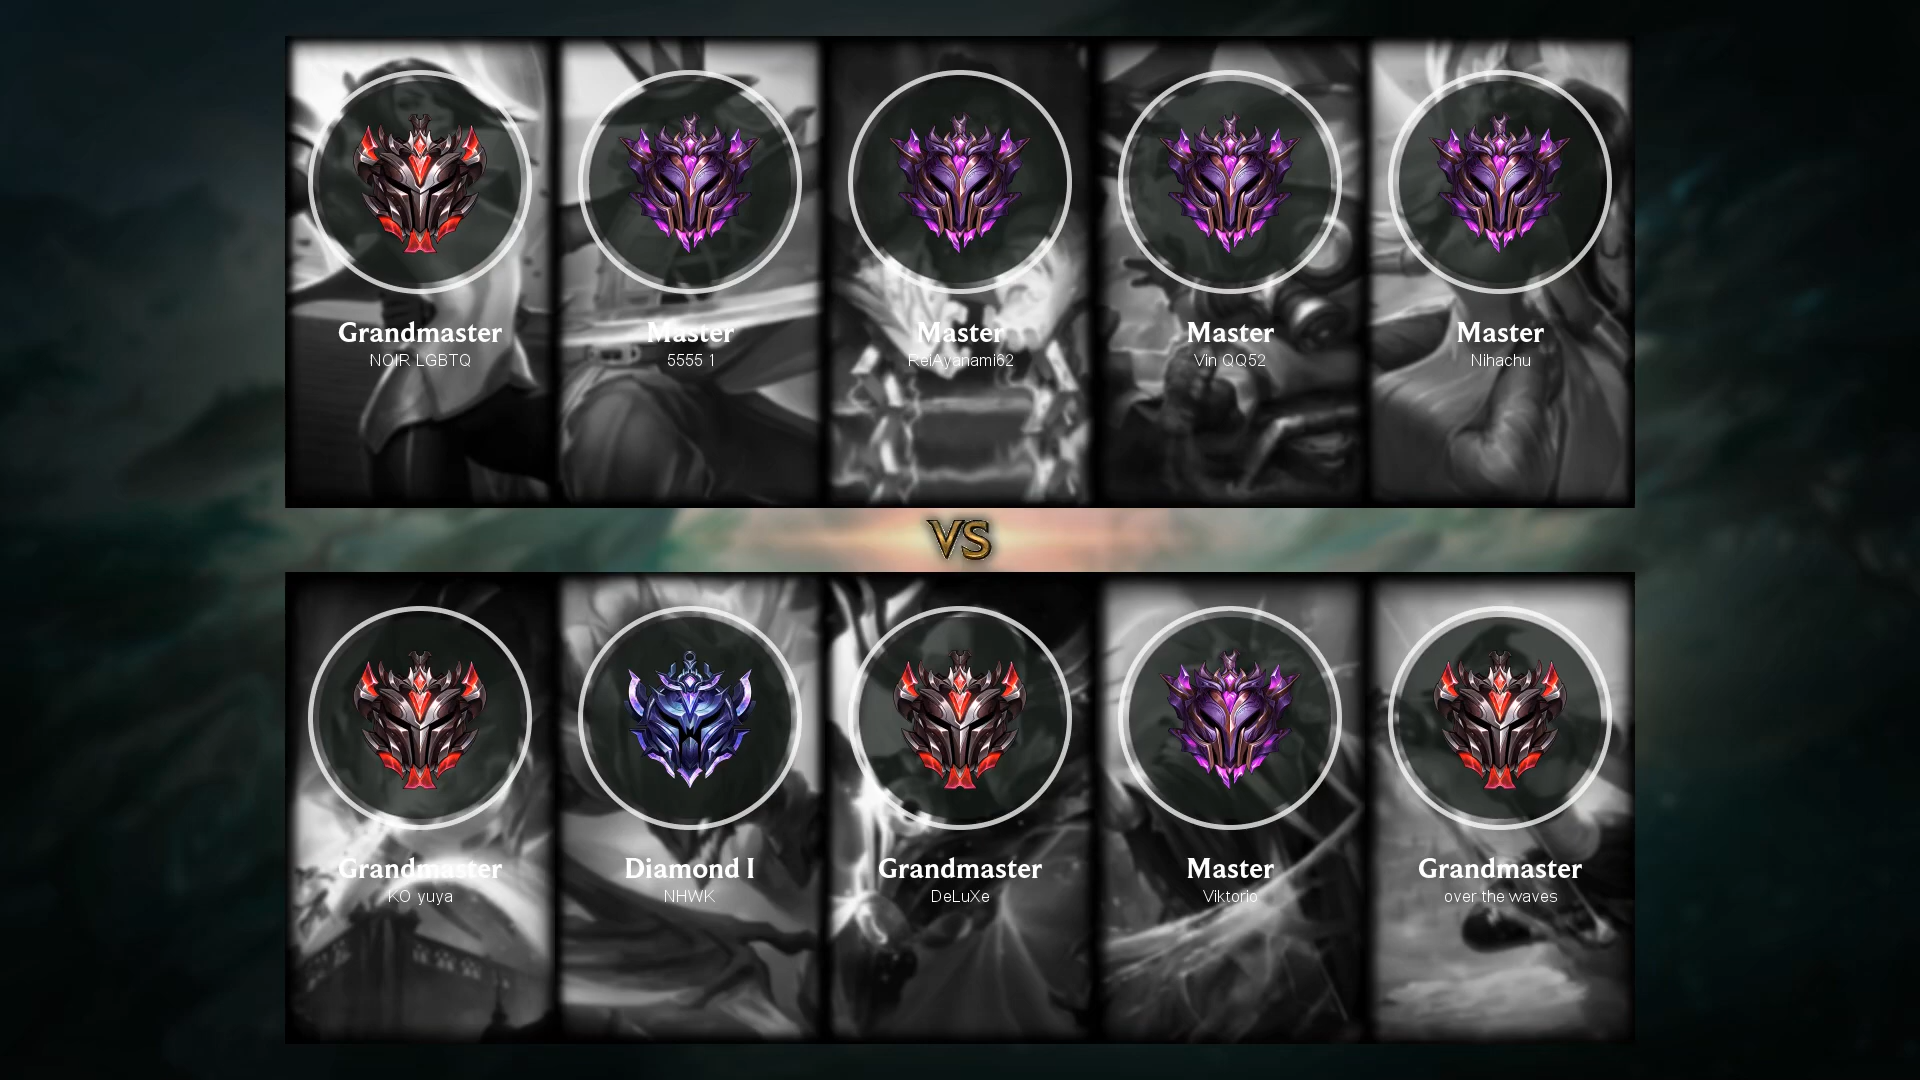 Grandmaster
NOIR LGBTQ
Master
5555 1
Master
ReiAyanami62
Master
Vin QQ52
Master
Nihachu
VS
Grandmaster
KO yuya
Diamond I
NHWK
Grandmaster
DeLuXe
Master
Viktorio
Grandmaster
over the waves